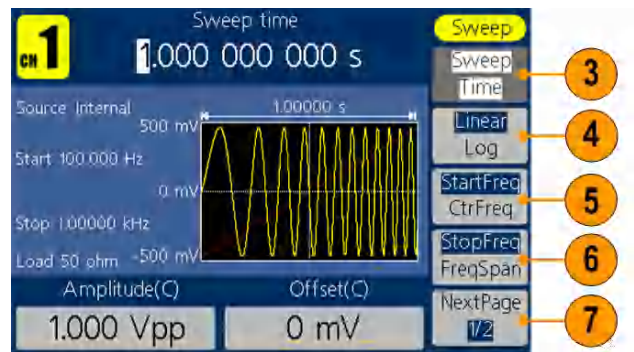 CH 1
Sweep time
1.000 000 000 s
Sweep
Sweep
Time
3
Linear
Log
4
StartFreq
CtrFreq
5
StopFreq
FreqSpan
6
NextPage
1/2
7
Source Internal
1.00000 s
500 mV
Start 100.000 Hz
0 mV
Stop 1.00000 kHz
Load 50 ohm
-500 mV
Amplitude(C)
Offset(C)
1.000 Vpp
0 mV